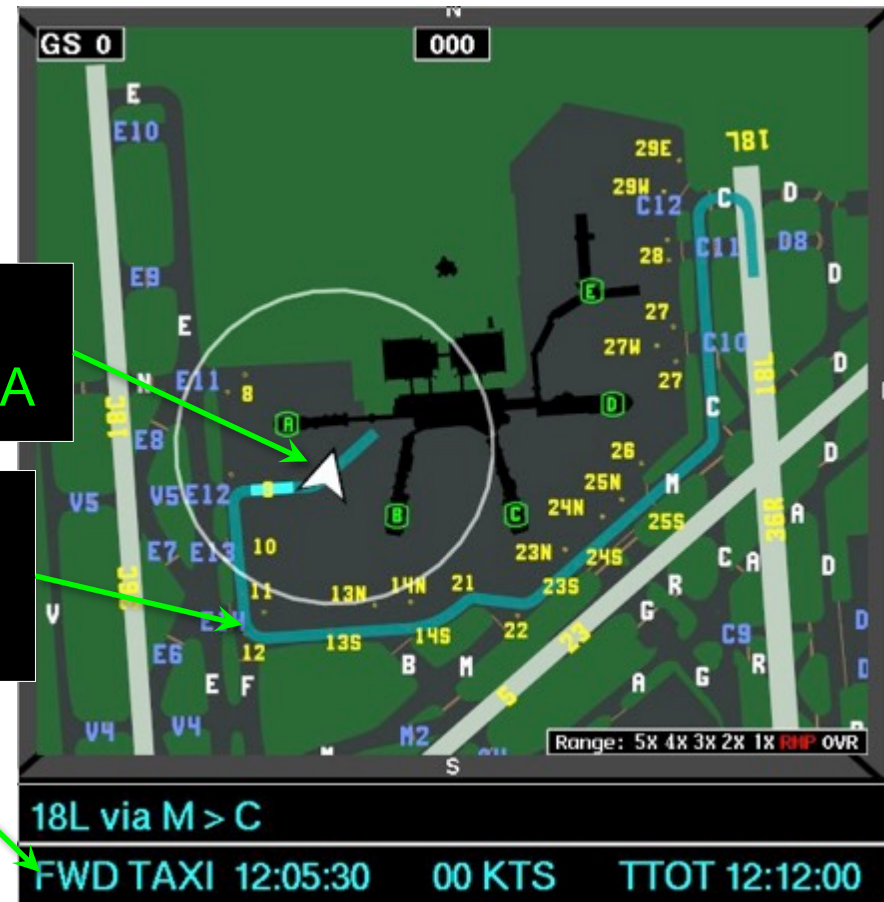 N
GS 0
000
E
E10
18L
29E
29W
C12
C
D
E9
28
C11
D8
E
E
D
27
27W
C10
A
N
E11
8
27
18L
D
18C
A
D
C
E8
26
D
V5
V5
E12
9
25N
M
B
C
24N
25S
36R
A
E7
E13
10
23N
24S
C
A
D
36C
11
13N
14N
21
23S
R
V
G
E14
13S
14S
22
23
C9
D
E6
12
B
M
R
E
F
5
A
G
D
V4
V4
M2
Range: 5X 4X 3X 2X 1X RMP OVR
S
18L via M > C
FWD TAXI 12:05:30 00 KTS TTOT 12:12:00